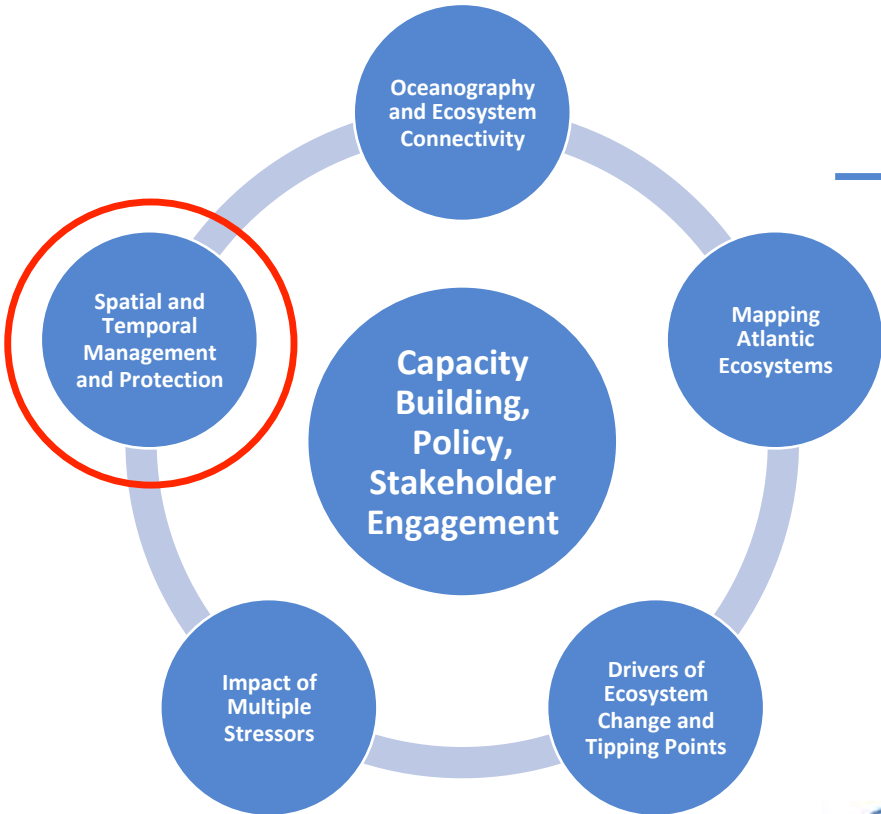 Oceanography
and Ecosystem
Connectivity
Spatial and
Temporal
Management
and Protection
Mapping
Atlantic
Ecosystems
Capacity
Building,
Policy,
Stakeholder
Engagement
Impact of
Multiple
Stressors
Drivers of
Ecosystem
Change and
Tipping Points